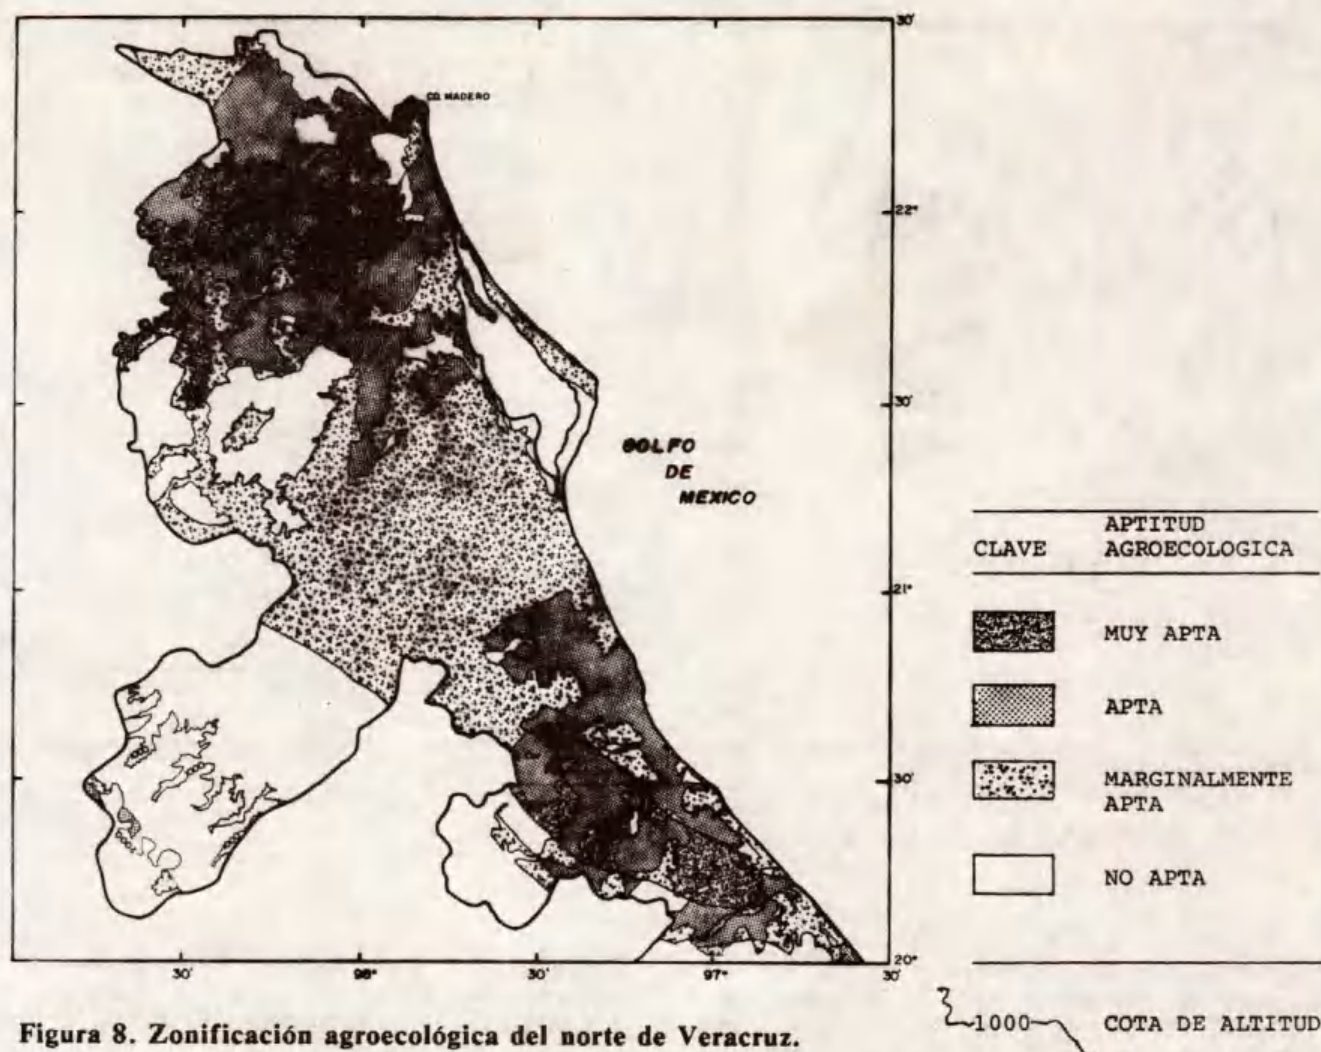 30'
CD. MADERO
22°
30'
GOLFO
DE
MEXICO
21°
30'
20°
30' 98° 30' 97° 30'
CLAVE APTITUD AGROECOLOGICA
MUY APTA
APTA
MARGINALMENTE
APTA
NO APTA
1000 COTA DE ALTITUD
Figura 8. Zonificación agroecológica del norte de Veracruz.